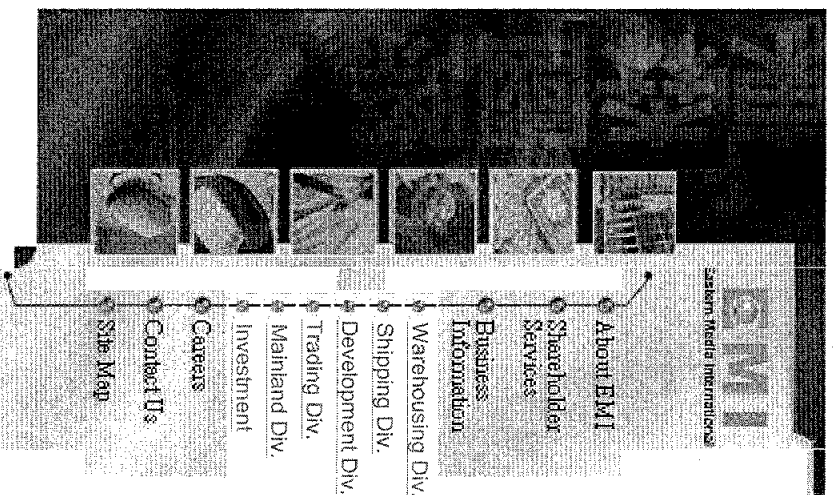 EMI
Eastern Media International
About EMI
Shareholder
Services
Business
Information
Warehousing Div.
Shipping Div.
Development Div.
Trading Div.
Mainland Div.
Investment
Careers
Contact Us
Site Map